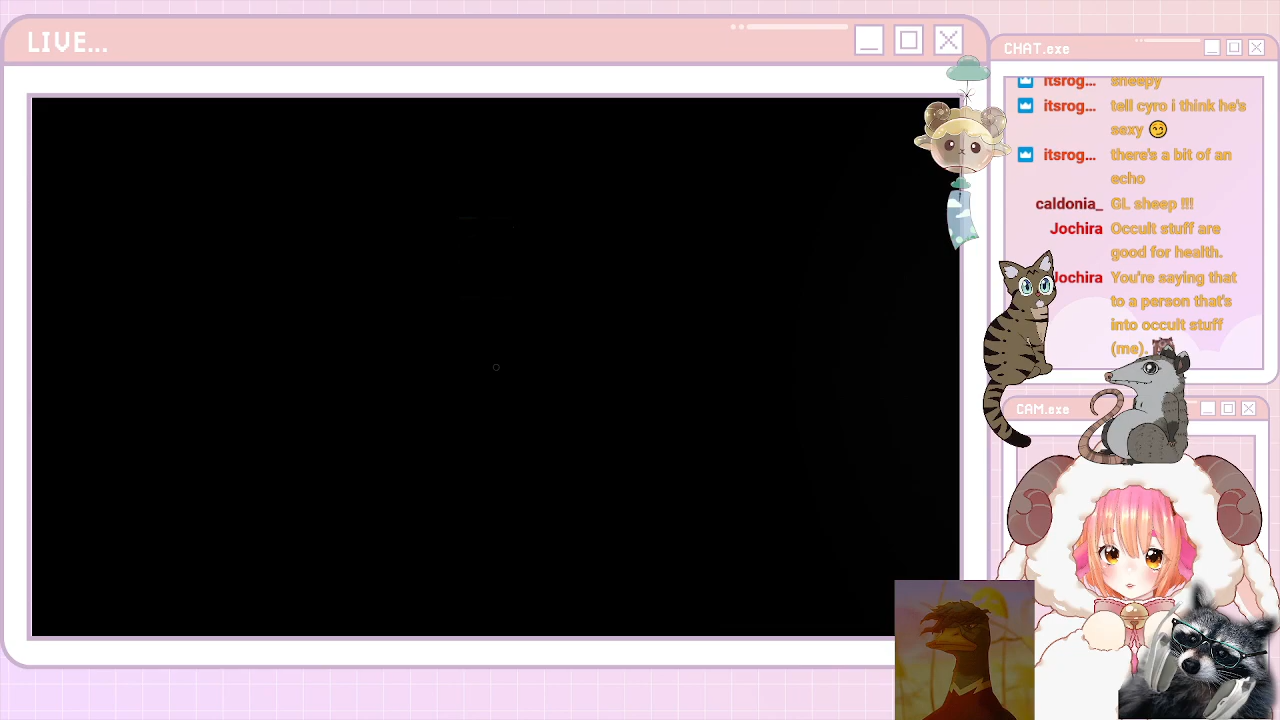 LIVE...
CHAT.exe
itsrog... sheepy
itsrog... tell cyro i think he's
sexy 😏
itsrog... there's a bit of an
echo
caldonia_ GL sheep !!!
Jochira Occult stuff are
good for health.
Jochira You're saying that
to a person that's
into occult stuff
(me).
CAM.exe